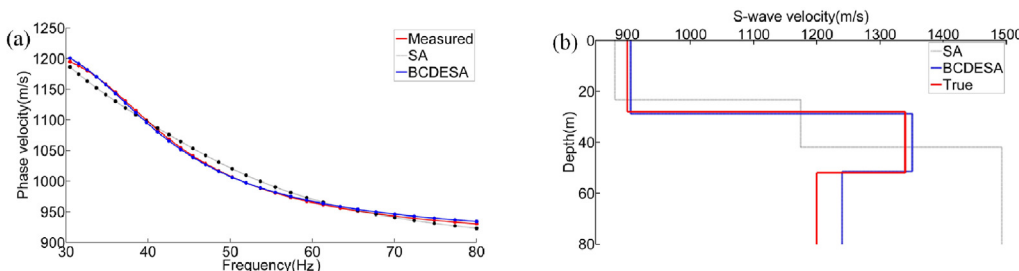 (a)
Phase velocity(m/s)
1250
1200
1150
1100
1050
1000
950
900
30
40
50
60
70
80
Frequency(Hz)
Measured
SA
BCDESA
(b)
S-wave velocity(m/s)
900
1000
1100
1200
1300
1400
1500
Depth(m)
0
20
40
60
80
SA
BCDESA
True